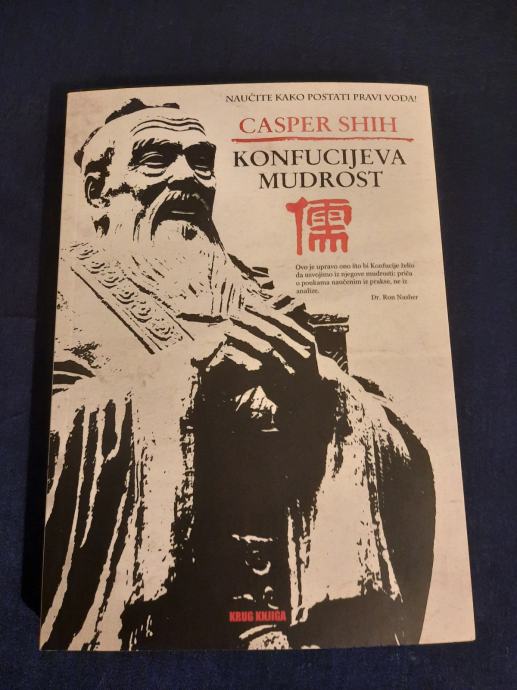 NAUČITE KAKO POSTATI PRAVI VOĐA!
CASPER SHIH
KONFUCIJEVA
MUDROST
儒
Ovo je upravo ono što bi Konfucije želio
da usvojimo iz njegove mudrosti: priča
o poukama naučenim iz prakse, ne iz
analize.
Dr. Ron Nasher
KRUG KNJIGA